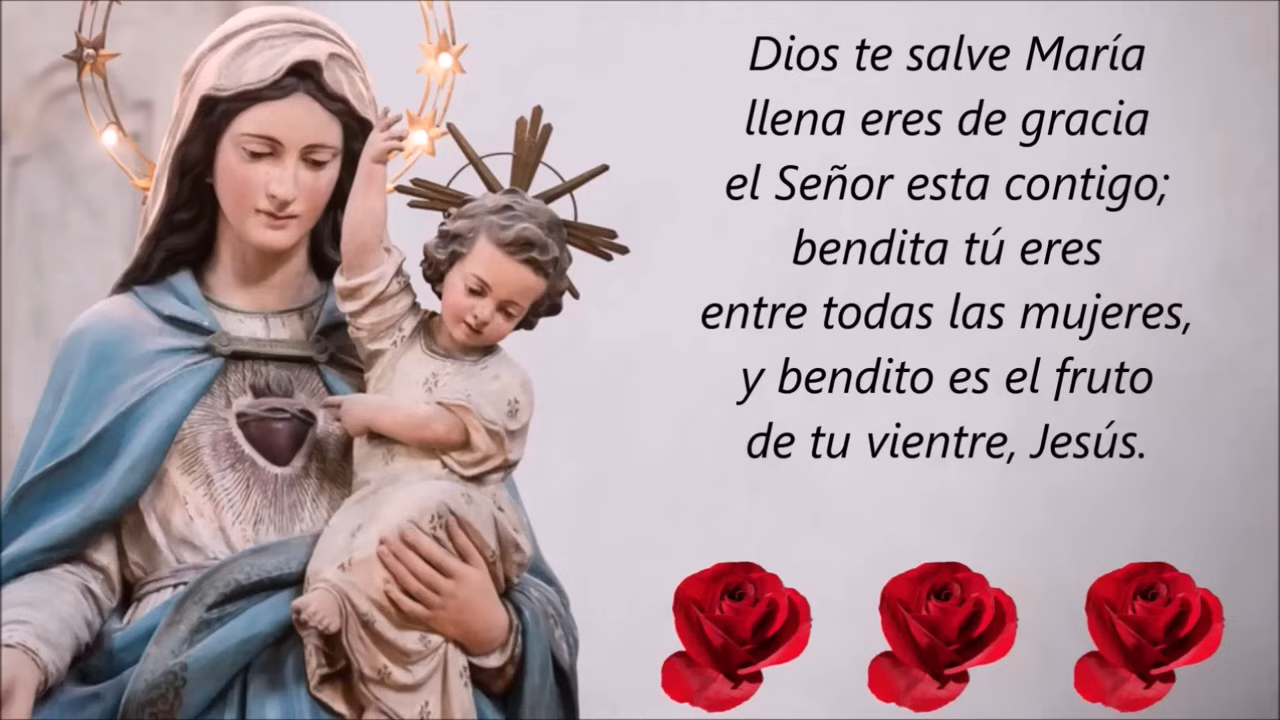 Dios te salve María
llena eres de gracia
el Señor esta contigo;
bendita tú eres
entre todas las mujeres,
y bendito es el fruto
de tu vientre, Jesús.